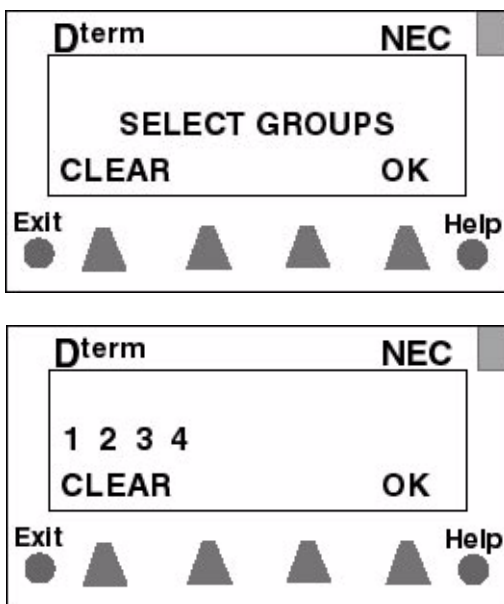 Dterm NEC
SELECT GROUPS
CLEAR OK
Exit Help
Dterm NEC
1 2 3 4
CLEAR OK
Exit Help